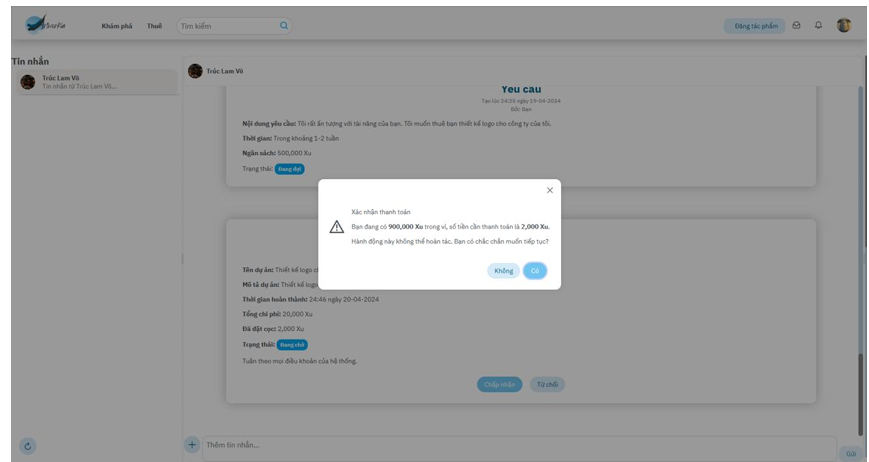 Khám phá
Thuê
Tìm kiếm
Đăng tác phẩm
Tin nhắn
Trúc Lam Võ
Tin nhắn từ Trúc Lam Võ...
Trúc Lam Võ
Yêu cầu
Tạo lúc 24:35 ngày 19-04-2024
Nội dung yêu cầu: Tôi rất ấn tượng với tài năng của bạn. Tôi muốn thuê bạn thiết kế logo cho công ty của tôi.
Thời gian: Trong khoảng 1-2 tuần
Ngân sách: 500,000 Xu
Trạng thái: Đang đợi
Xác nhận thanh toán
Bạn đang có 900,000 Xu trong ví, số tiền cần thanh toán là 2,000 Xu.
Hành động này không thể hoàn tác. Bạn có chắc chắn muốn tiếp tục?
Không
Có
Tên dự án: Thiết kế logo
Mô tả dự án: Thiết kế logo
Thời gian hoàn thành: 24:46 ngày 20-04-2024
Tổng chi phí: 20,000 Xu
Đã đặt cọc: 2,000 Xu
Trạng thái: Đang chờ
Tuân theo mọi điều khoản của hệ thống.
Chấp nhận
Từ chối
Thêm tin nhắn...
Gửi